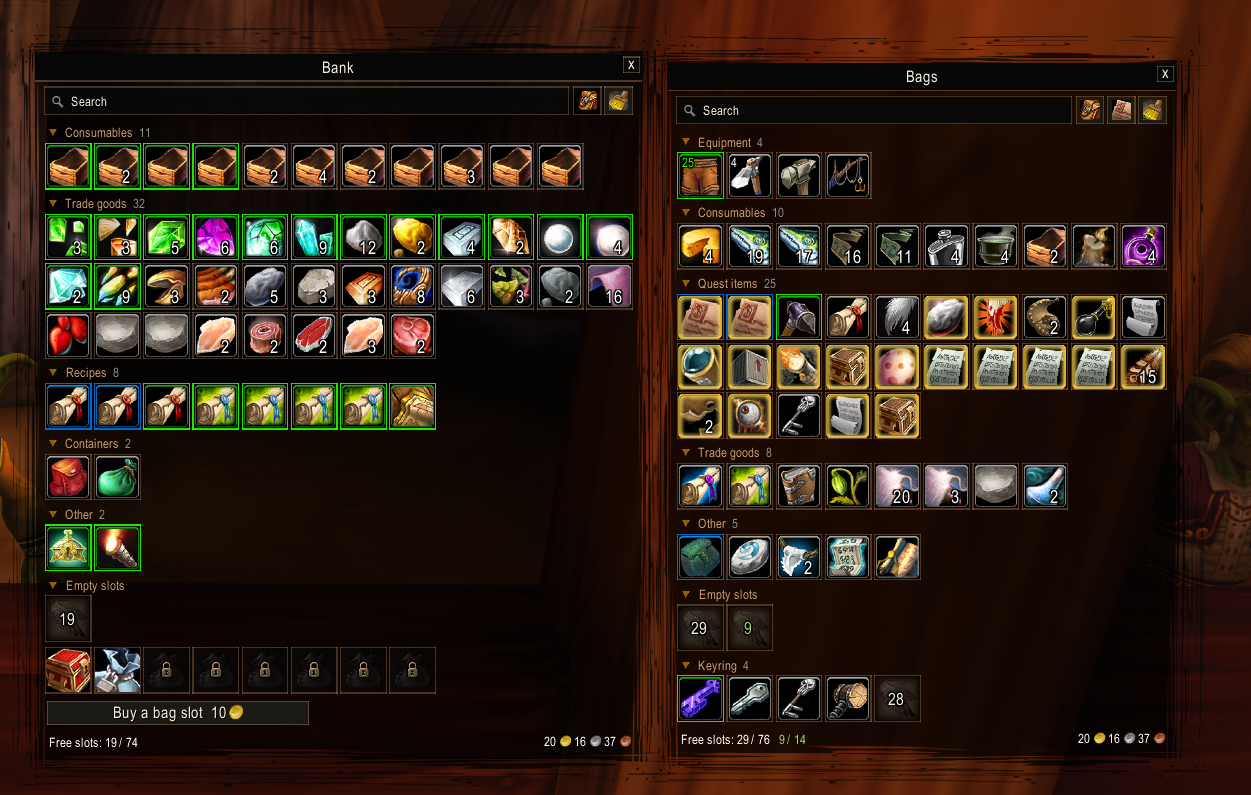 Bank
X
Search
Consumables 11
2 2 4 2 3
Trade goods 32
3 3 5 6 6 9 12 2 4 2 4
2 9 3 2 5 3 3 8 6 3 2 16
2 2 2 3 2
Recipes 8
Containers 2
Other 2
Empty slots
19
Buy a bag slot 10
Free slots: 19 / 74
20 16 37
Bags
X
Search
Equipment 4
25 4
Consumables 10
4 19 17 16 11 4 4 2 4
Quest items 25
4 2
15
2
Trade goods 8
20 3 2
Other 5
2
Empty slots
29 9
Keyring 4
28
Free slots: 29 / 76 9 / 14
20 16 37